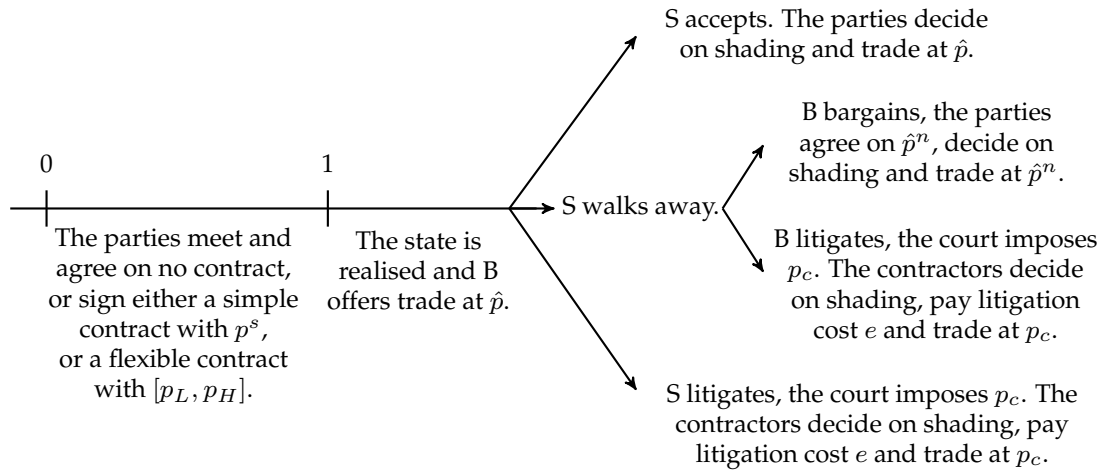 S accepts. The parties decide
on shading and trade at p̂.
B bargains, the parties
agree on p̂ⁿ, decide on
shading and trade at p̂ⁿ.
0
1
S walks away.
The parties meet and
agree on no contract,
or sign either a simple
contract with pˢ,
or a flexible contract
with [p_L, p_H].
The state is
realised and B
offers trade at p̂.
B litigates, the court imposes
p_c. The contractors decide
on shading, pay litigation
cost e and trade at p_c.
S litigates, the court imposes p_c. The
contractors decide on shading, pay
litigation cost e and trade at p_c.